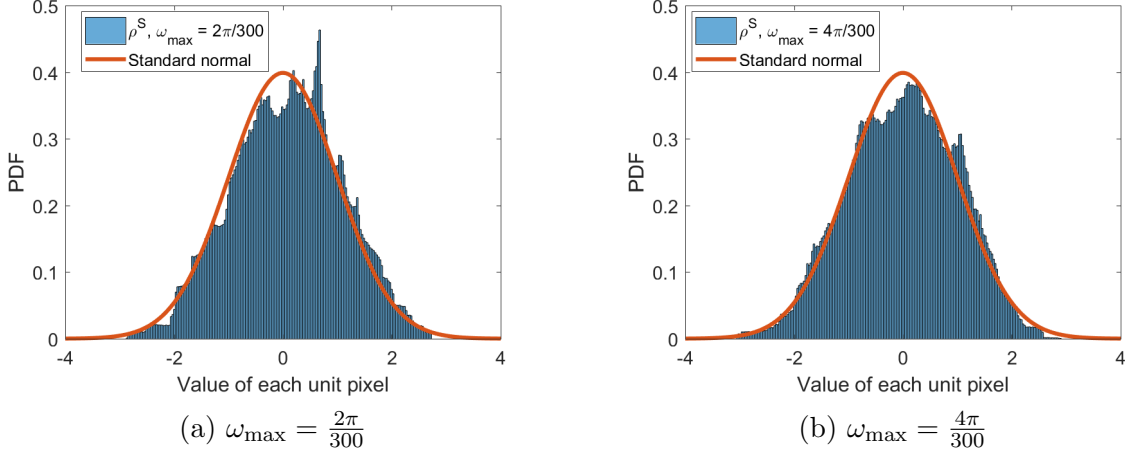 0.5
0.4
0.3
0.2
0.1
0
PDF
ρ^S, ω_max = 2π/300
Standard normal
-4 -2 0 2 4
Value of each unit pixel
(a) ω_max = 2π/300
0.5
0.4
0.3
0.2
0.1
0
PDF
ρ^S, ω_max = 4π/300
Standard normal
-4 -2 0 2 4
Value of each unit pixel
(b) ω_max = 4π/300